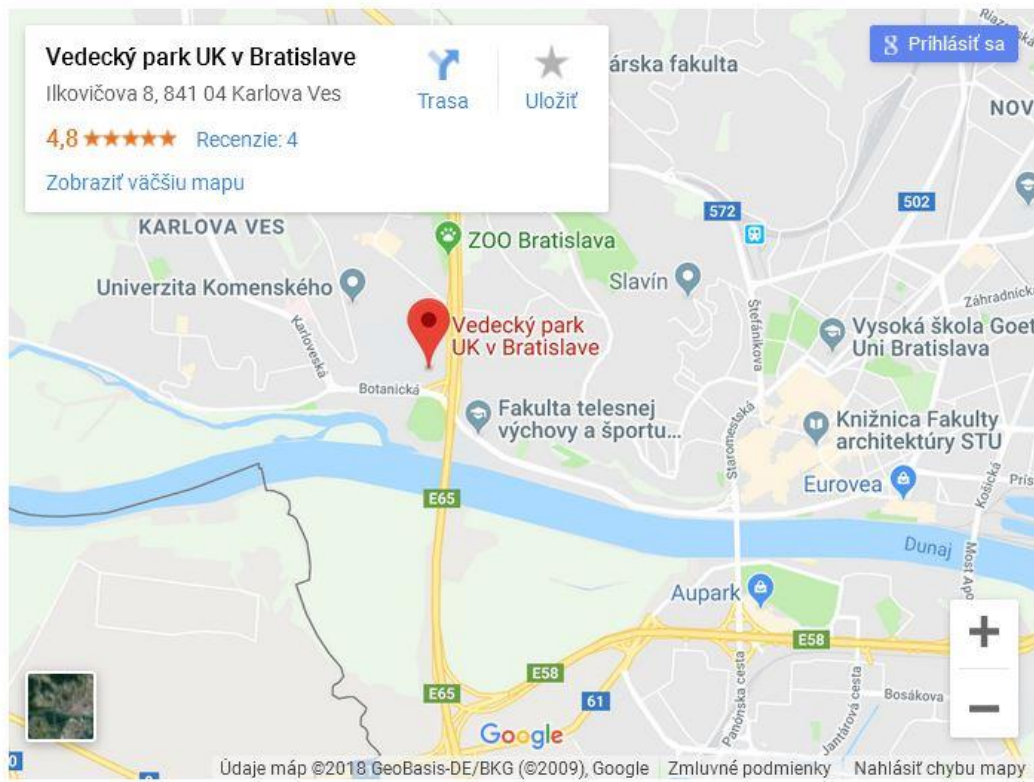 Vedecký park UK v Bratislave
Ilkovičova 8, 841 04 Karlova Ves
4,8
Recenzie: 4
Zobraziť väčšiu mapu
Trasa
Uložiť
Prihlásiť sa
árska fakulta
NOV
KARLOVA VES
ZOO Bratislava
572
502
Univerzita Komenského
Slavín
Záhradnícka
Karloveská
Vedecký park
UK v Bratislave
Štefánikova
Vysoká škola Goet
Uni Bratislava
Botanická
Fakulta telesnej
výchovy a športu...
Staromestská
Knižnica Fakulty
architektúry STU
Eurovea
Košická
Prís
E65
Dunaj
Most Apo
Aupark
E58
E58
E65
61
Panónska cesta
Jantárová cesta
Bosákova
+
−
Google
0
8
Údaje máp ©2018 GeoBasis-DE/BKG (©2009), Google
Zmluvné podmienky
Nahlásiť chybu mapy